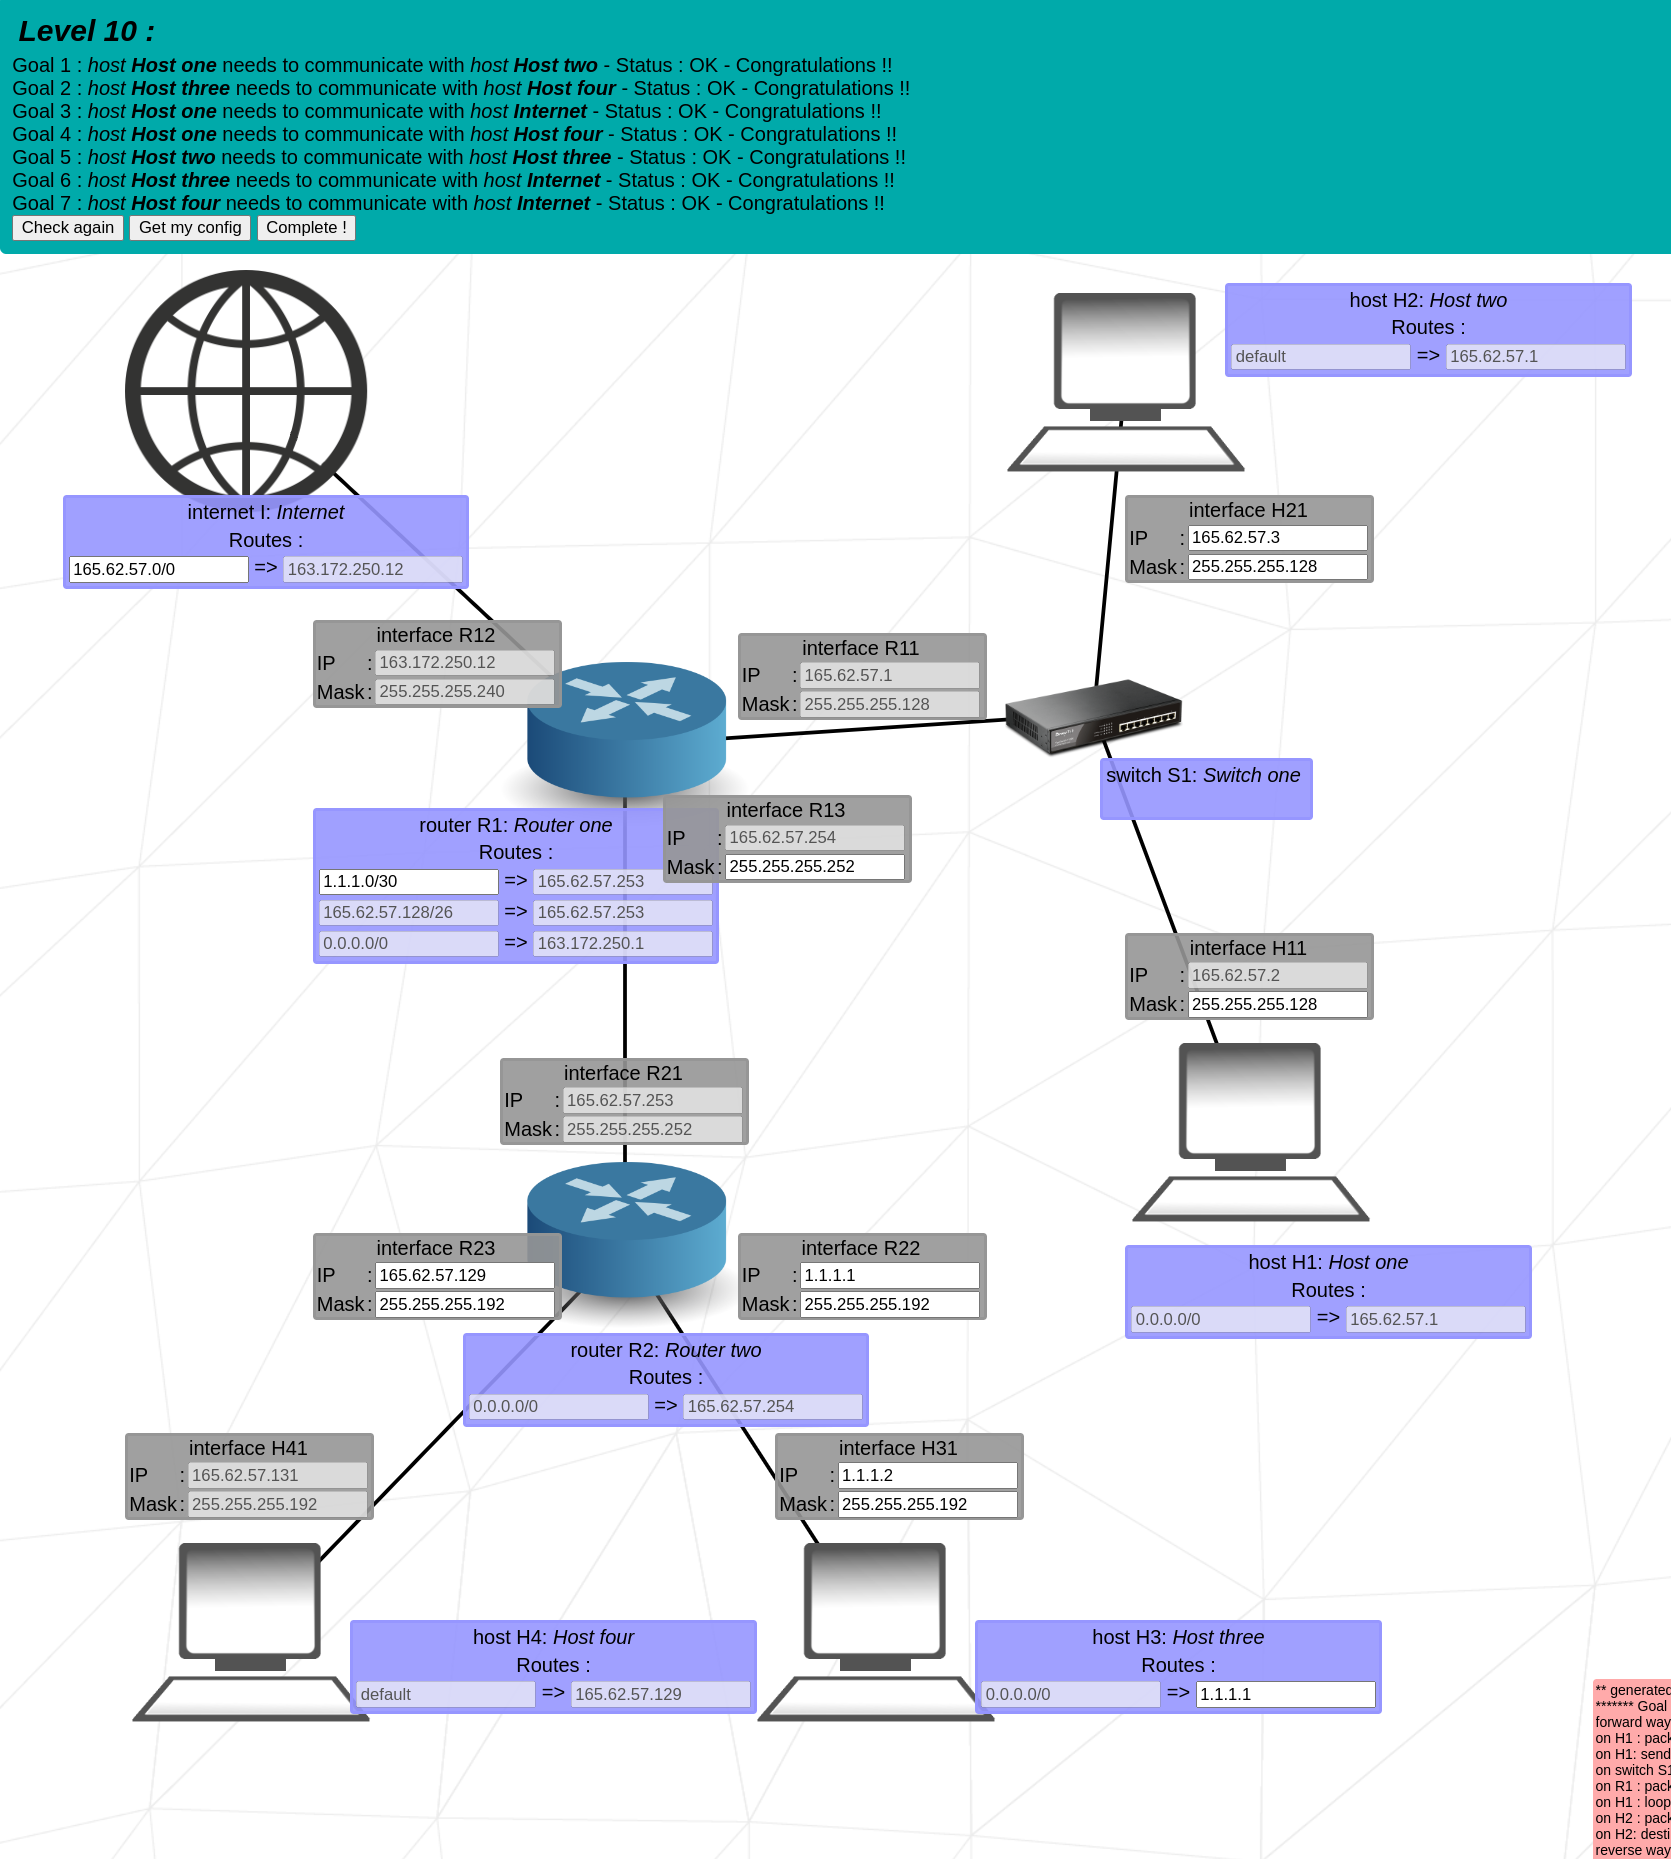 Level 10 :
Goal 1 : host Host one needs to communicate with host Host two - Status : OK - Congratulations !!
Goal 2 : host Host three needs to communicate with host Host four - Status : OK - Congratulations !!
Goal 3 : host Host one needs to communicate with host Internet - Status : OK - Congratulations !!
Goal 4 : host Host one needs to communicate with host Host four - Status : OK - Congratulations !!
Goal 5 : host Host two needs to communicate with host Host three - Status : OK - Congratulations !!
Goal 6 : host Host three needs to communicate with host Internet - Status : OK - Congratulations !!
Goal 7 : host Host four needs to communicate with host Internet - Status : OK - Congratulations !!
Check again Get my config Complete !
host H2: Host two
Routes :
default => 165.62.57.1
internet I: Internet
Routes :
165.62.57.0/0 => 163.172.250.12
interface H21
IP : 165.62.57.3
Mask : 255.255.255.128
interface R12
IP : 163.172.250.12
Mask : 255.255.255.240
interface R11
IP : 165.62.57.1
Mask : 255.255.255.128
switch S1: Switch one
interface R13
IP : 165.62.57.254
Mask : 255.255.255.252
router R1: Router one
Routes :
1.1.1.0/30 => 165.62.57.253
165.62.57.128/26 => 165.62.57.253
0.0.0.0/0 => 163.172.250.1
interface H11
IP : 165.62.57.2
Mask : 255.255.255.128
interface R21
IP : 165.62.57.253
Mask : 255.255.255.252
interface R23
IP : 165.62.57.129
Mask : 255.255.255.192
interface R22
IP : 1.1.1.1
Mask : 255.255.255.192
host H1: Host one
Routes :
0.0.0.0/0 => 165.62.57.1
router R2: Router two
Routes :
0.0.0.0/0 => 165.62.57.254
interface H41
IP : 165.62.57.131
Mask : 255.255.255.192
interface H31
IP : 1.1.1.2
Mask : 255.255.255.192
host H4: Host four
Routes :
default => 165.62.57.129
host H3: Host three
Routes :
0.0.0.0/0 => 1.1.1.1
** generated
******* Goal
forward way
on H1 : pack
on H1: send
on switch S1
on R1 : pack
on H1 : loop
on H2 : pack
on H2: desti
reverse way